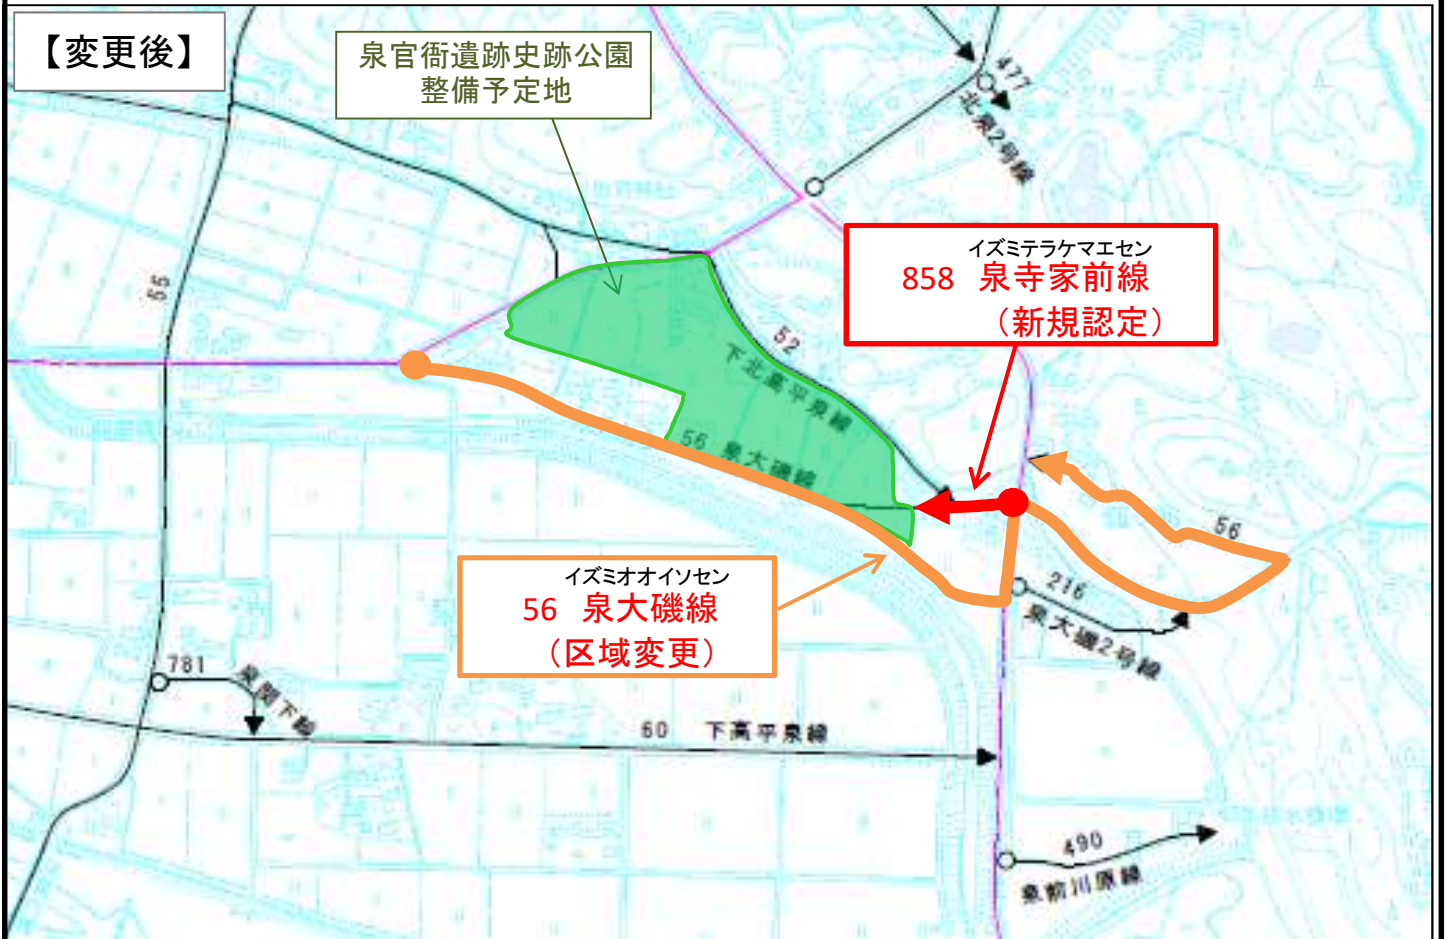 【変更後】
泉官衙遺跡史跡公園
整備予定地
477
北泉2号線
イズミテラケマエセン
858 泉寺家前線
（新規認定）
55
52
下北高平泉線
56 泉大磯線
56
イズミオオイソセン
56 泉大磯線
（区域変更）
216
泉大磯2号線
781
泉関下線
60 下高平泉線
490
泉前川原線